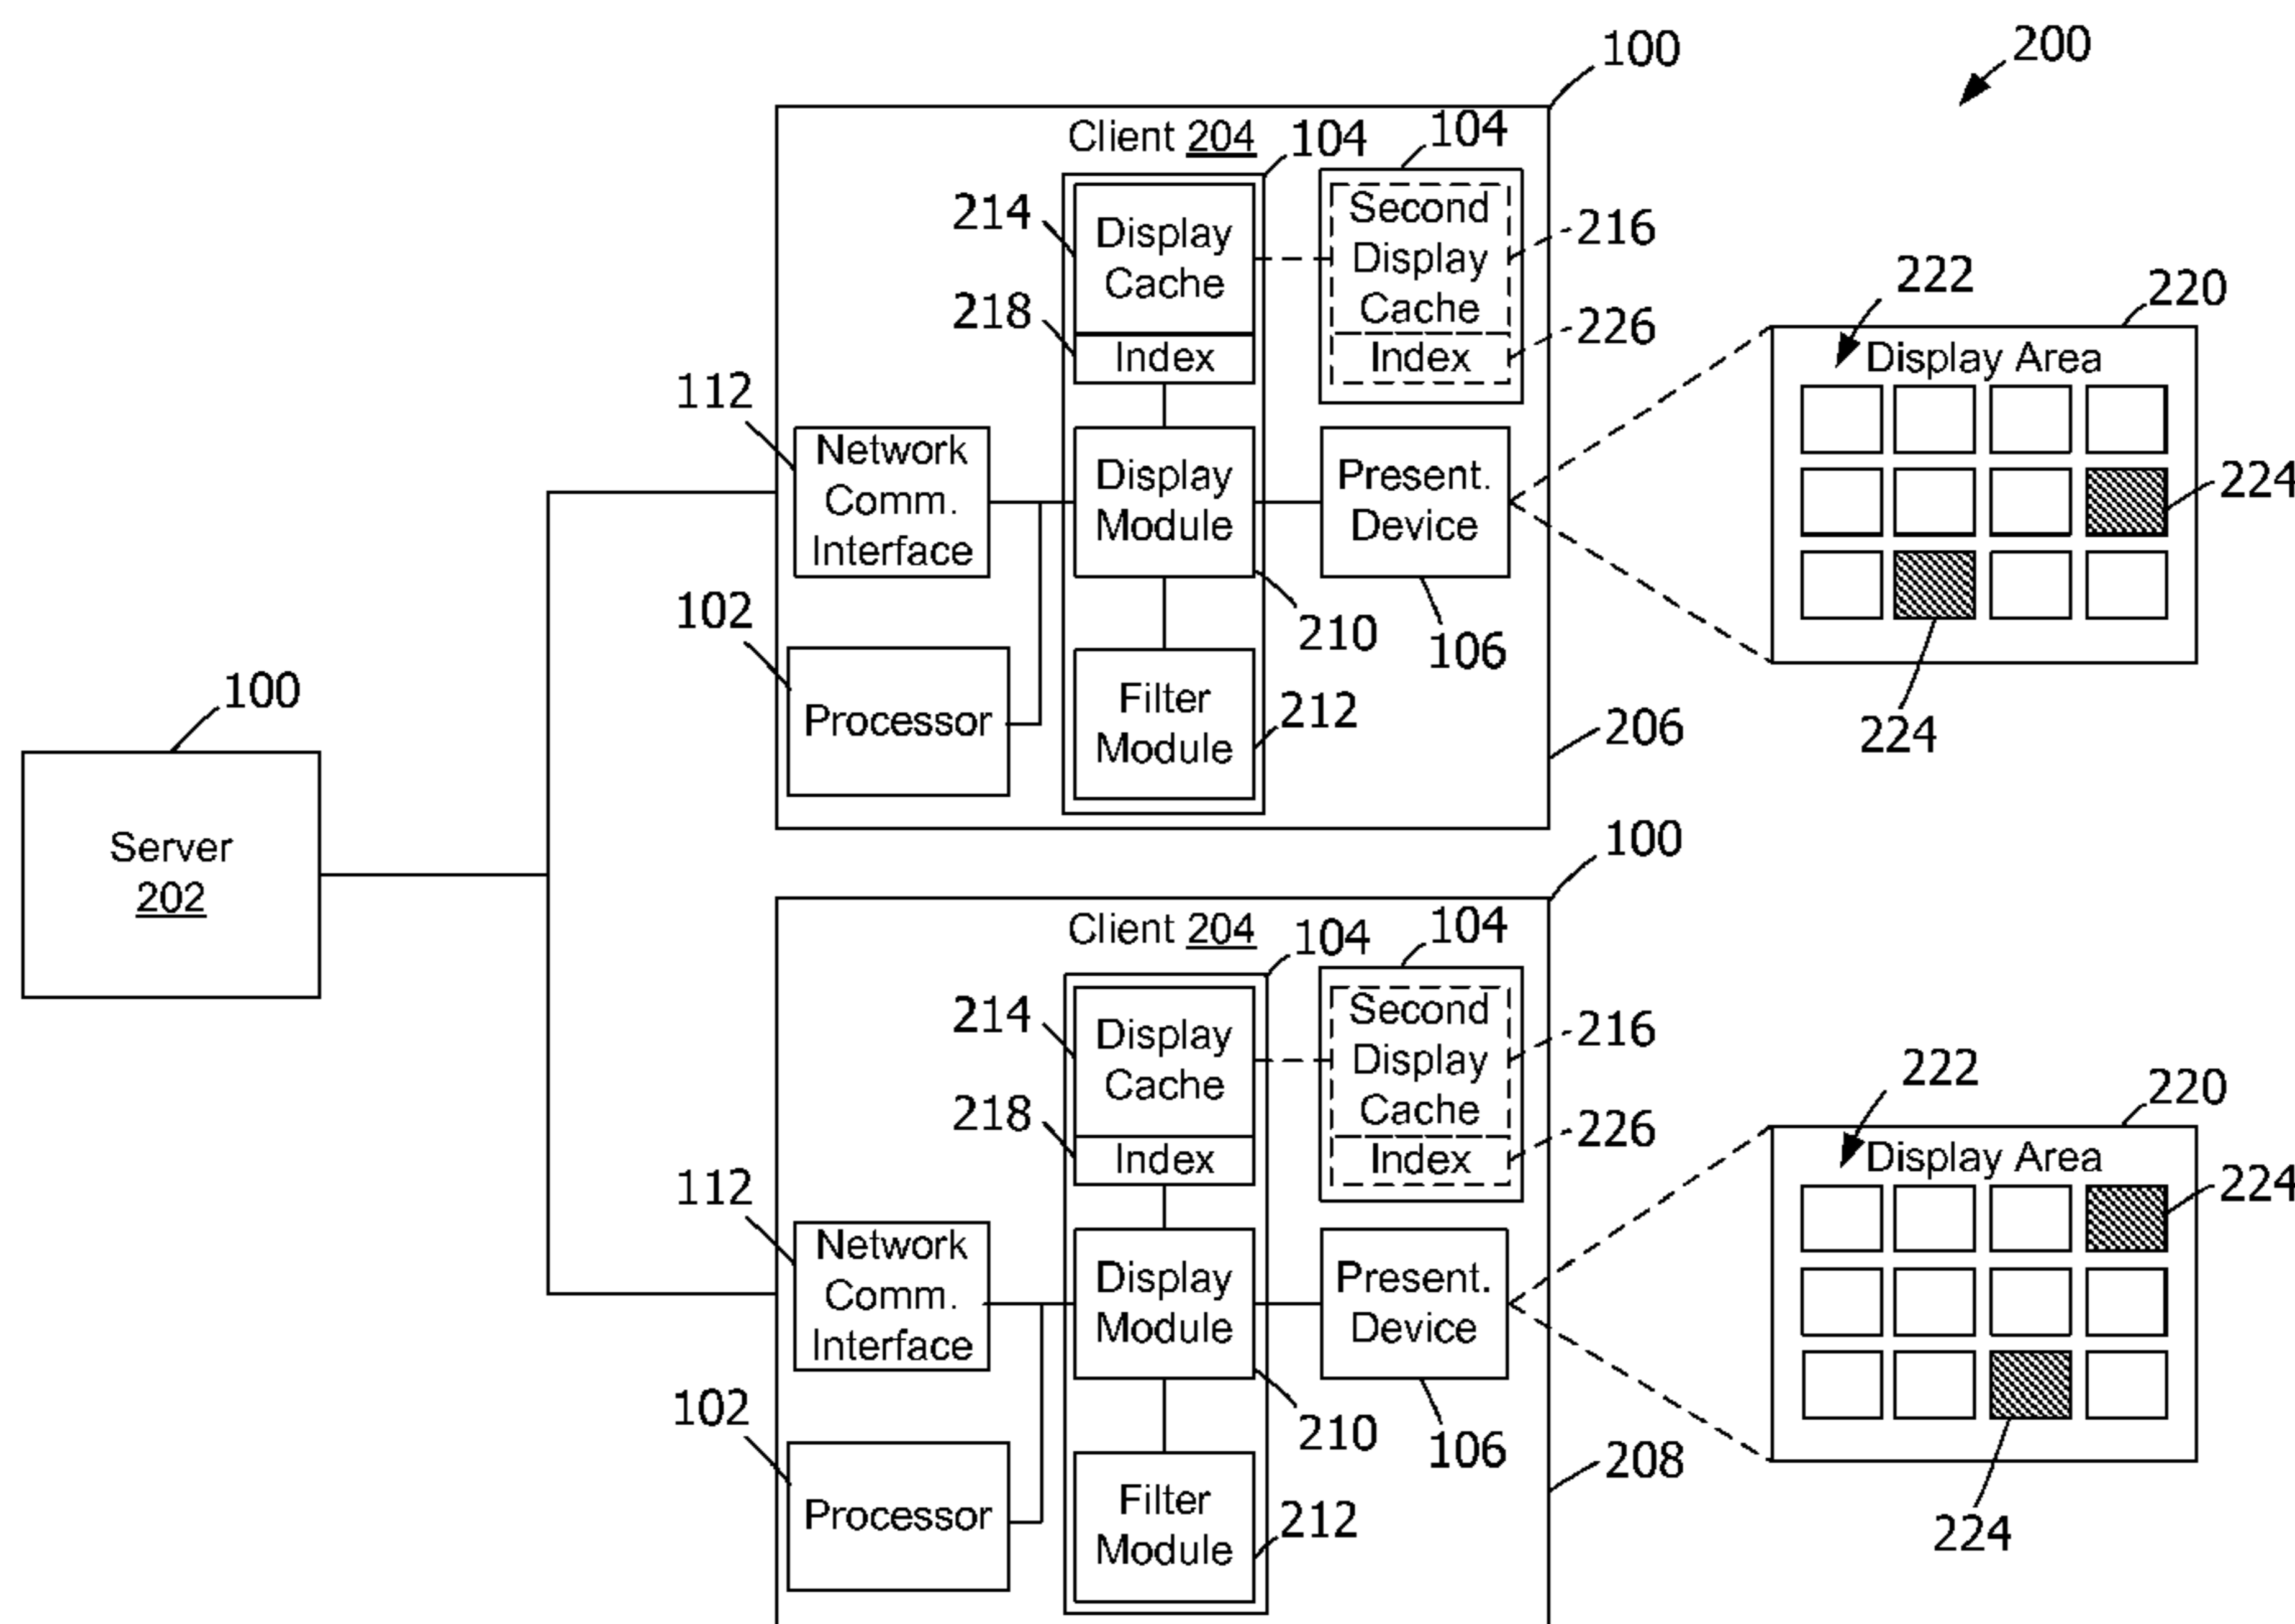 200
100
Client 204
104
104
214
Display
Cache
Second
Display
Cache
216
218
Index
Index
226
222
220
Display Area
224
224
112
Network
Comm.
Interface
Display
Module
Present.
Device
210
106
102
Processor
Filter
Module
212
206
100
Server
202
100
Client 204
104
104
214
Display
Cache
Second
Display
Cache
216
218
Index
Index
226
222
220
Display Area
224
224
112
Network
Comm.
Interface
Display
Module
Present.
Device
210
106
102
Processor
Filter
Module
212
208